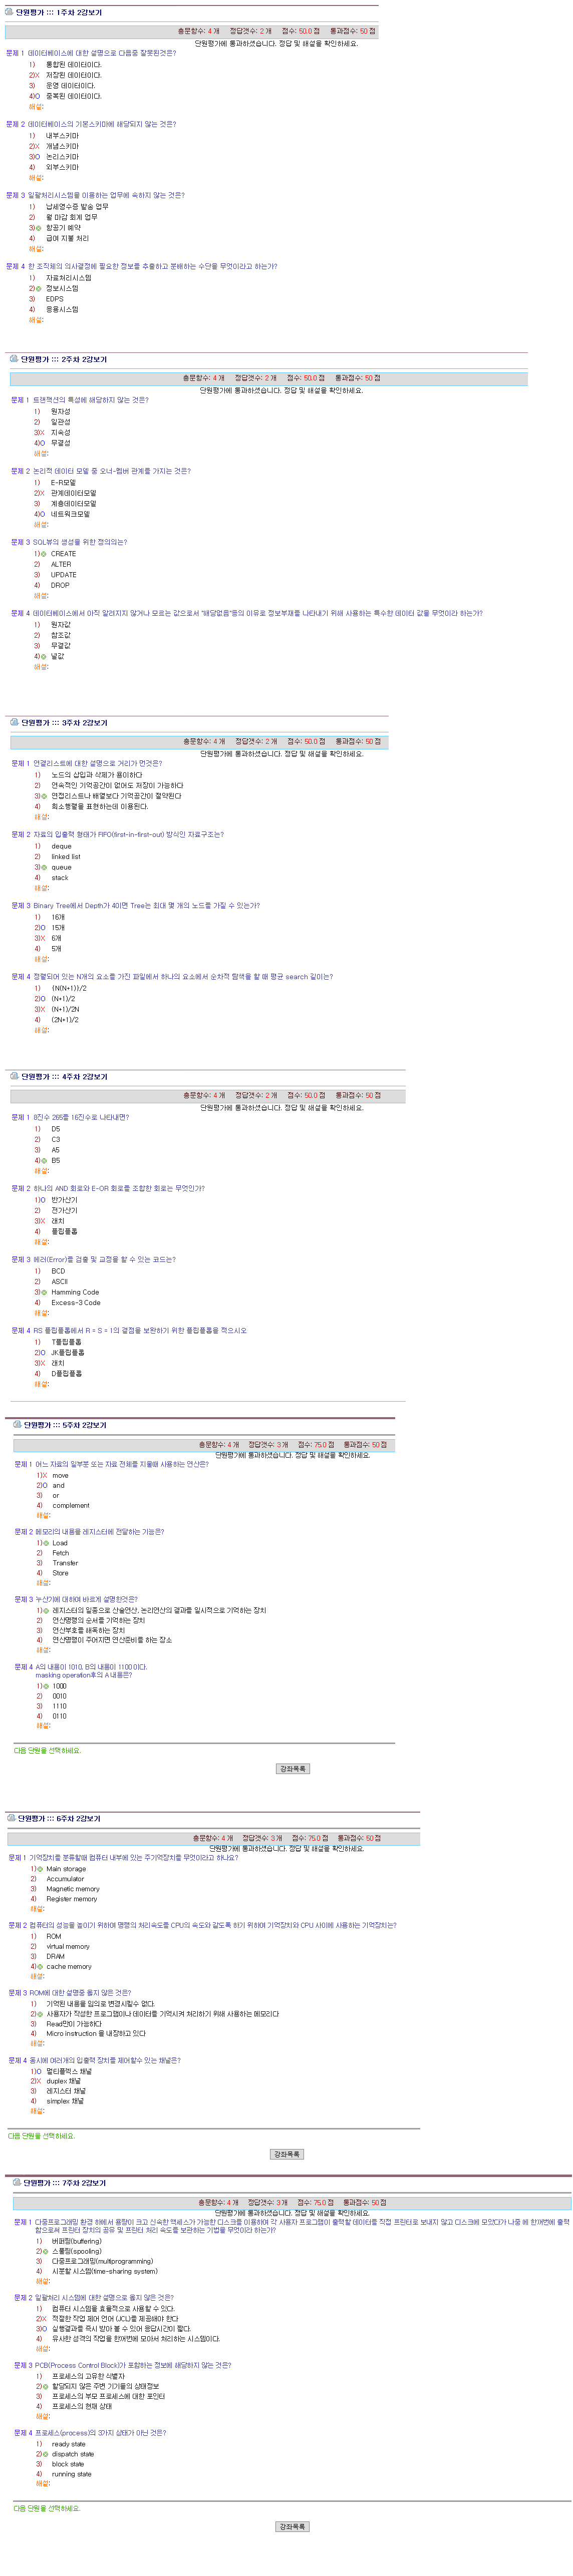 단원평가 ::: 1주차 2강보기
총문항수: 4 개 정답갯수: 2 개 점수: 50.0 점 통과점수: 50 점
단원평가에 통과하셨습니다. 정답 및 해설을 확인하세요.
문제 1 데이터베이스에 대한 설명으로 다음중 잘못된것은?
1) 통합된 데이터이다.
2)X 저장된 데이터이다.
3) 운영 데이터이다.
4)O 중복된 데이터이다.
해설:
문제 2 데이터베이스의 기본스키마에 해당되지 않는 것은?
1) 내부스키마
2)X 개념스키마
3)O 논리스키마
4) 외부스키마
해설:
문제 3 일괄처리시스템을 이용하는 업무에 속하지 않는 것은?
1) 납세영수증 발송 업무
2) 월 마감 회계 업무
3) 항공기 예약
4) 급여 지불 처리
해설:
문제 4 한 조직체의 의사결정에 필요한 정보를 추출하고 분배하는 수단을 무엇이라고 하는가?
1) 자료처리시스템
2) 정보시스템
3) EDPS
4) 응용시스템
해설:
단원평가 ::: 2주차 2강보기
총문항수: 4 개 정답갯수: 2 개 점수: 50.0 점 통과점수: 50 점
단원평가에 통과하셨습니다. 정답 및 해설을 확인하세요.
문제 1 트랜잭션의 특성에 해당하지 않는 것은?
1) 원자성
2) 일관성
3)X 지속성
4)O 무결성
해설:
문제 2 논리적 데이터 모델 중 오너-멤버 관계를 가지는 것은?
1) E-R모델
2)X 관계데이터모델
3) 계층데이터모델
4)O 네트워크모델
해설:
문제 3 SQL뷰의 생성을 위한 정의의는?
1) CREATE
2) ALTER
3) UPDATE
4) DROP
해설:
문제 4 데이터베이스에서 아직 알려지지 않거나 모르는 값으로서 "해당없음"등의 이유로 정보부재를 나타내기 위해 사용하는 특수한 데이터 값을 무엇이라 하는가?
1) 원자값
2) 참조값
3) 무결값
4) 널값
해설:
단원평가 ::: 3주차 2강보기
총문항수: 4 개 정답갯수: 2 개 점수: 50.0 점 통과점수: 50 점
단원평가에 통과하셨습니다. 정답 및 해설을 확인하세요.
문제 1 연결리스트에 대한 설명으로 거리가 먼것은?
1) 노드의 삽입과 삭제가 용이하다
2) 연속적인 기억공간이 없어도 저장이 가능하다
3) 연접리스트나 배열보다 기억공간이 절약된다
4) 희소행렬을 표현하는데 이용된다.
해설:
문제 2 자료의 입출력 형태가 FIFO(first-in-first-out) 방식인 자료구조는?
1) deque
2) linked list
3) queue
4) stack
해설:
문제 3 Binary Tree에서 Depth가 4이면 Tree는 최대 몇 개의 노드를 가질 수 있는가?
1) 16개
2)O 15개
3)X 6개
4) 5개
해설:
문제 4 정렬되어 있는 N개의 요소를 가진 파일에서 하나의 요소에서 순차적 탐색을 할 때 평균 search 길이는?
1) {N(N+1)}/2
2)O (N+1)/2
3)X (N+1)/2N
4) (2N+1)/2
해설:
단원평가 ::: 4주차 2강보기
총문항수: 4 개 정답갯수: 2 개 점수: 50.0 점 통과점수: 50 점
단원평가에 통과하셨습니다. 정답 및 해설을 확인하세요.
문제 1 8진수 265를 16진수로 나타내면?
1) D5
2) C3
3) A5
4) B5
해설:
문제 2 하나의 AND 회로와 E-OR 회로를 조합한 회로는 무엇인가?
1)O 반가산기
2) 전가산기
3)X 래치
4) 플립플롭
해설:
문제 3 에러(Error)를 검출 및 교정을 할 수 있는 코드는?
1) BCD
2) ASCII
3) Hamming Code
4) Excess-3 Code
해설:
문제 4 RS 플립플롭에서 R = S = 1의 결점을 보완하기 위한 플립플롭을 적으시오
1) T플립플롭
2)O JK플립플롭
3)X 래치
4) D플립플롭
해설:
단원평가 ::: 5주차 2강보기
총문항수: 4 개 정답갯수: 3 개 점수: 75.0 점 통과점수: 50 점
단원평가에 통과하셨습니다. 정답 및 해설을 확인하세요.
문제 1 어느 자료의 일부분 또는 자료 전체를 지울때 사용하는 연산은?
1)X move
2)O and
3) or
4) complement
해설:
문제 2 메모리의 내용을 레지스터에 전달하는 기능은?
1) Load
2) Fetch
3) Transfer
4) Store
해설:
문제 3 누산기에 대하여 바르게 설명한것은?
1) 레지스터의 일종으로 산술연산, 논리연산의 결과를 일시적으로 기억하는 장치
2) 연산명령의 순서를 기억하는 장치
3) 연산부호를 해독하는 장치
4) 연산명령이 주어지면 연산준비를 하는 장소
해설:
문제 4 A의 내용이 1010, B의 내용이 1100 이다.
masking operation후의 A 내용은?
1) 1000
2) 0010
3) 1110
4) 0110
해설:
다음 단원을 선택하세요.
강좌목록
단원평가 ::: 6주차 2강보기
총문항수: 4 개 정답갯수: 3 개 점수: 75.0 점 통과점수: 50 점
단원평가에 통과하셨습니다. 정답 및 해설을 확인하세요.
문제 1 기억장치를 분류할때 컴퓨터 내부에 있는 주기억장치를 무엇이라고 하나요?
1) Main storage
2) Accumulator
3) Magnetic memory
4) Register memory
해설:
문제 2 컴퓨터의 성능을 높이기 위하여 명령의 처리속도를 CPU의 속도와 같도록 하기 위하여 기억장치와 CPU 사이에 사용하는 기억장치는?
1) ROM
2) virtual memory
3) DRAM
4) cache memory
해설:
문제 3 ROM에 대한 설명중 옳지 않은 것은?
1) 기억된 내용을 임의로 변경시킬수 없다.
2) 사용자가 작성한 프로그램이나 데이터를 기억시켜 처리하기 위해 사용하는 메모리다
3) Read만이 가능하다
4) Micro instruction 을 내장하고 있다
해설:
문제 4 동시에 여러개의 입출력 장치를 제어할수 있는 채널은?
1)O 멀티플렉스 채널
2)X duplex 채널
3) 레지스터 채널
4) simplex 채널
해설:
다음 단원을 선택하세요.
강좌목록
단원평가 ::: 7주차 2강보기
총문항수: 4 개 정답갯수: 3 개 점수: 75.0 점 통과점수: 50 점
단원평가에 통과하셨습니다. 정답 및 해설을 확인하세요.
문제 1 다중프로그래밍 환경 하에서 용량이 크고 신속한 액세스가 가능한 디스크를 이용하여 각 사용자 프로그램이 출력할 데이터를 직접 프린터로 보내지 않고 디스크에 모았다가 나중 에 한꺼번에 출력
함으로써 프린터 장치의 공유 및 프린터 처리 속도를 보완하는 기법을 무엇이라 하는가?
1) 버퍼링(buffering)
2) 스풀링(spooling)
3) 다중프로그래밍(multiprogramming)
4) 시분할 시스템(time-sharing system)
해설:
문제 2 일괄처리 시스템에 대한 설명으로 옳지 않은 것은?
1) 컴퓨터 시스템을 효율적으로 사용할 수 있다.
2)X 적절한 작업 제어 언어 (JCL)를 제공해야 한다
3)O 실행결과를 즉시 받아 볼 수 있어 응답시간이 짧다.
4) 유사한 성격의 작업을 한꺼번에 모아서 처리하는 시스템이다.
해설:
문제 3 PCB(Process Control Block)가 포함하는 정보에 해당하지 않는 것은?
1) 프로세스의 고유한 식별자
2) 할당되지 않은 주변 기기들의 상태정보
3) 프로세스의 부모 프로세스에 대한 포인터
4) 프로세스의 현재 상태
해설:
문제 4 프로세스(process)의 3가지 상태가 아닌 것은?
1) ready state
2) dispatch state
3) block state
4) running state
해설:
다음 단원을 선택하세요.
강좌목록